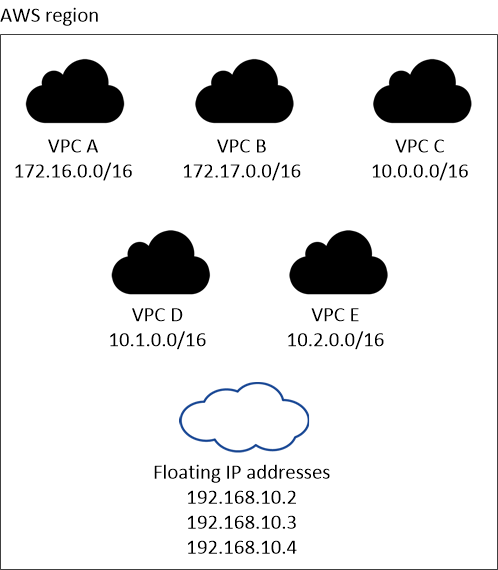 AWS region
VPC A
172.16.0.0/16
VPC B
172.17.0.0/16
VPC C
10.0.0.0/16
VPC D
10.1.0.0/16
VPC E
10.2.0.0/16
Floating IP addresses
192.168.10.2
192.168.10.3
192.168.10.4